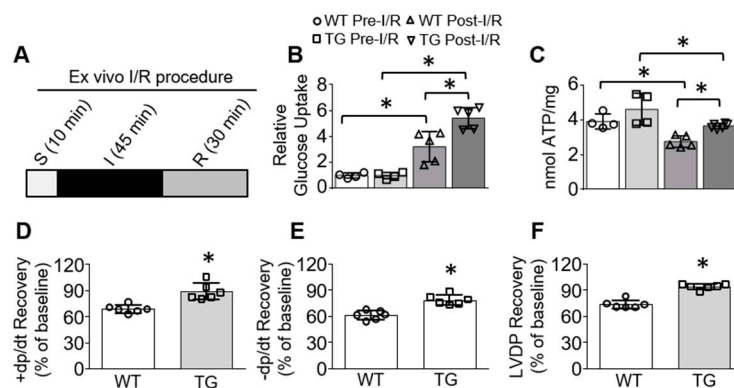 ○ WT Pre-I/R △ WT Post-I/R
□ TG Pre-I/R ▽ TG Post-I/R
A
Ex vivo I/R procedure
S (10 min)
I (45 min)
R (30 min)
B
Relative
Glucose Uptake
8
6
4
2
0
*
*
*
C
nmol ATP/mg
6
4
2
0
*
*
*
D
+dp/dt Recovery
(% of baseline)
120
90
60
30
0
*
WT TG
E
-dp/dt Recovery
(% of baseline)
120
90
60
30
0
*
WT TG
F
LVDP Recovery
(% of baseline)
120
90
60
30
0
*
WT TG